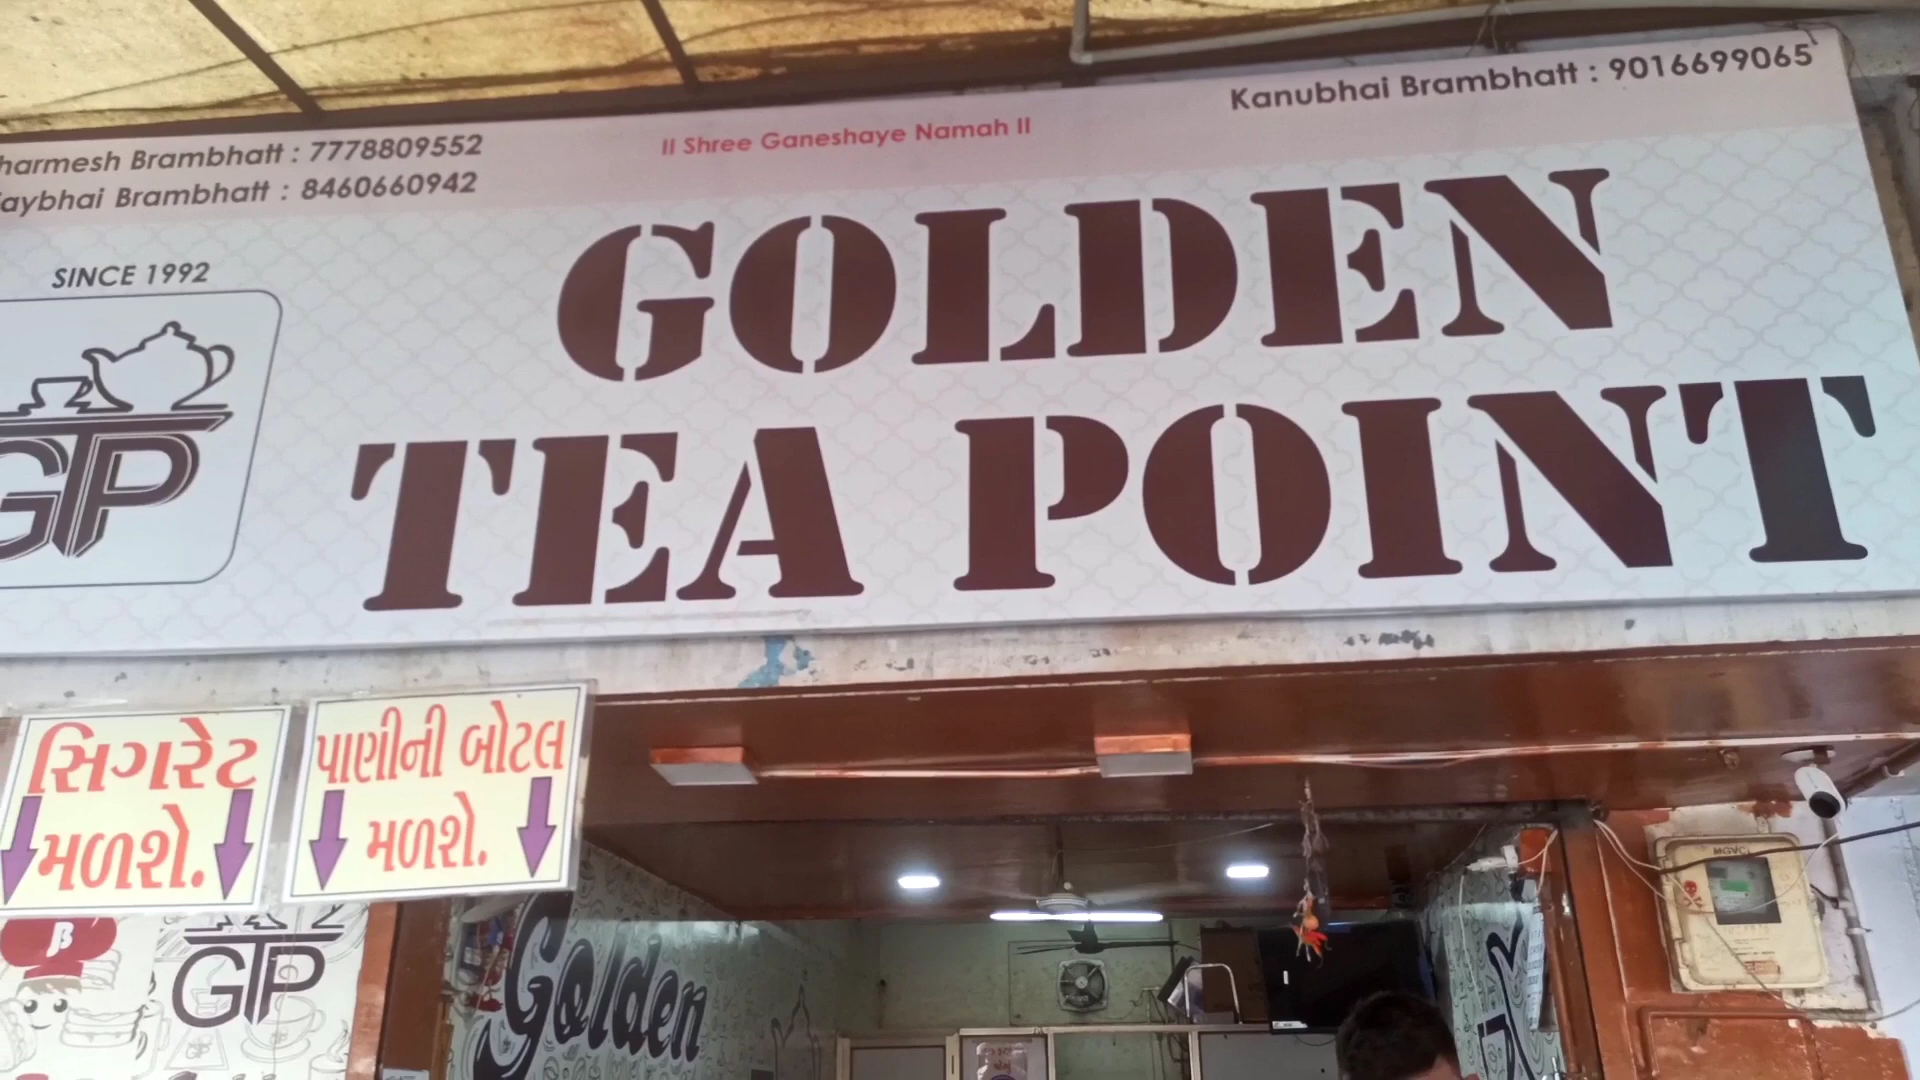 Kanubhai Brambhatt : 9016699065
harmesh Brambhatt : 7778809552
II Shree Ganeshaye Namah II
aybhai Brambhatt : 8460660942
SINCE 1992
GOLDEN
TEA POINT
GTP
સિગરેટ
મળશે.
પાણીની બોટલ
મળશે.
B
GTP
Golden
MGVCL